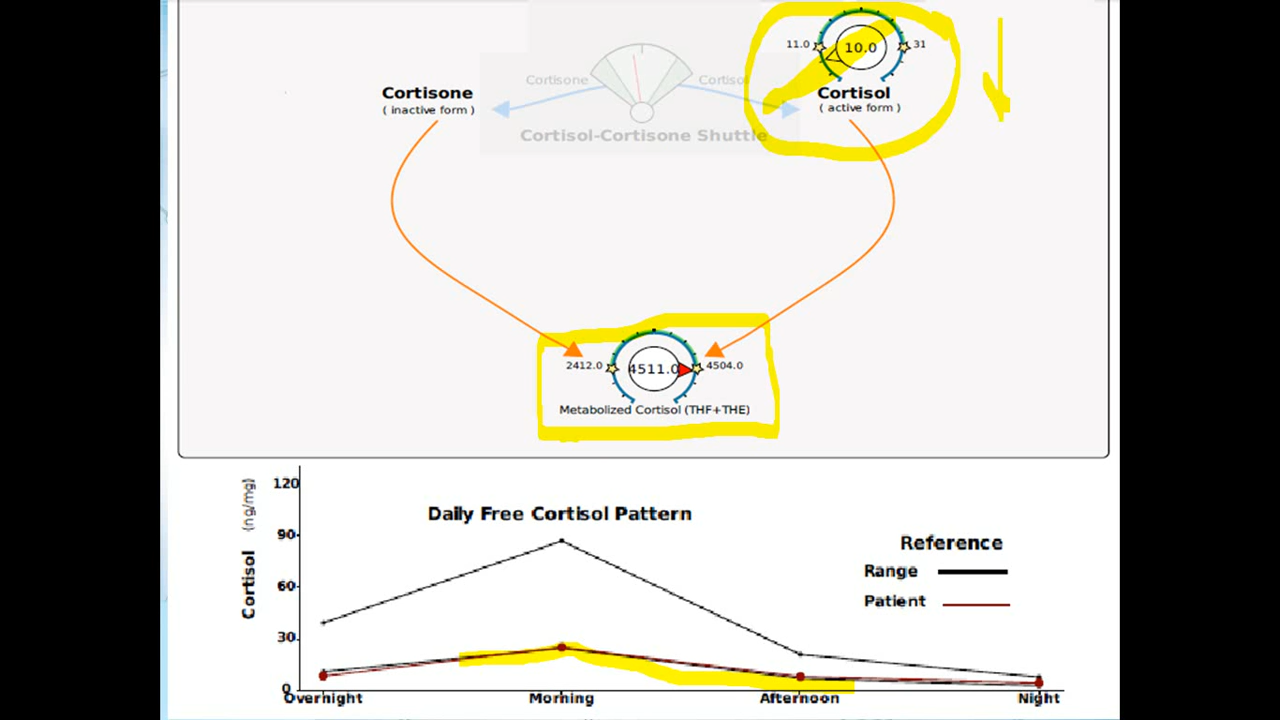 11.0 10.0 31
Cortisone Cortisol
Cortisone Cortisol
( inactive form ) ( active form )
Cortisol-Cortisone Shuttle
2412.0 4511.0 4504.0
Metabolized Cortisol (THF+THE)
Daily Free Cortisol Pattern
Cortisol (ng/mg)
120
90
60
30
0
Reference
Range
Patient
Overnight Morning Afternoon Night